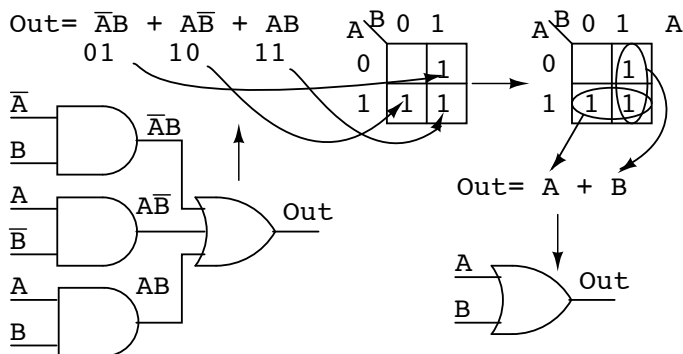 Out= A̅B + AB̅ + AB
01 10 11
B 0 1
A
0 1
1 1 1
B 0 1 A
A
0 1
1 1 1
A̅
B
A̅B
A
B̅
AB̅
A
B
AB
Out
Out= A + B
A
B
Out